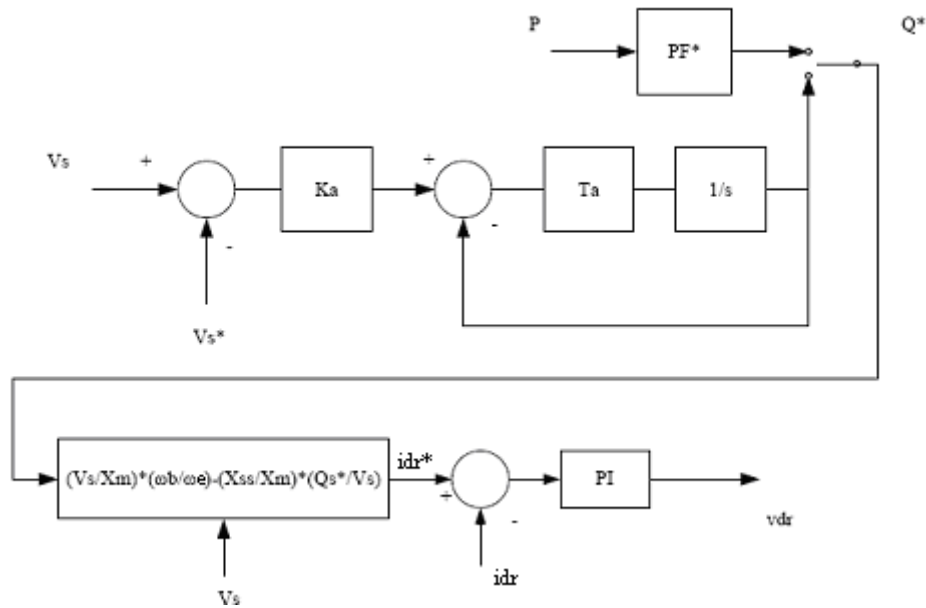 P
PF*
Q*
Vs
+
-
Vs*
Ka
+
-
Ta
1/s
(Vs/Xm)*(ωb/ωe)-(Xss/Xm)*(Qs*/Vs)
Vs
idr*
+
-
idr
PI
vdr